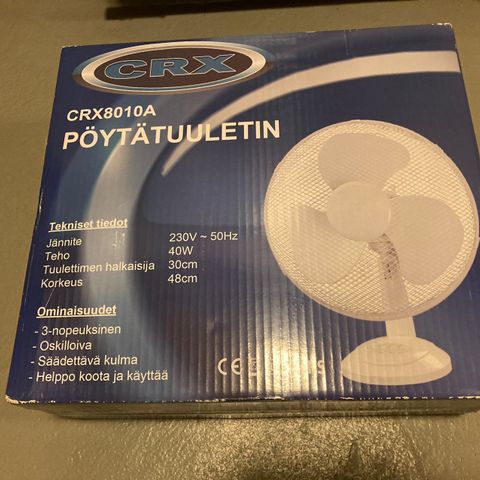 CRX
CRX8010A
PÖYTÄTUULETIN
Tekniset tiedot
Jännite 230V ~ 50Hz
Teho 40W
Tuulettimen halkaisija 30cm
Korkeus 48cm
Ominaisuudet
- 3-nopeuksinen
- Oskilloiva
- Säädettävä kulma
- Helppo koota ja käyttää
CE